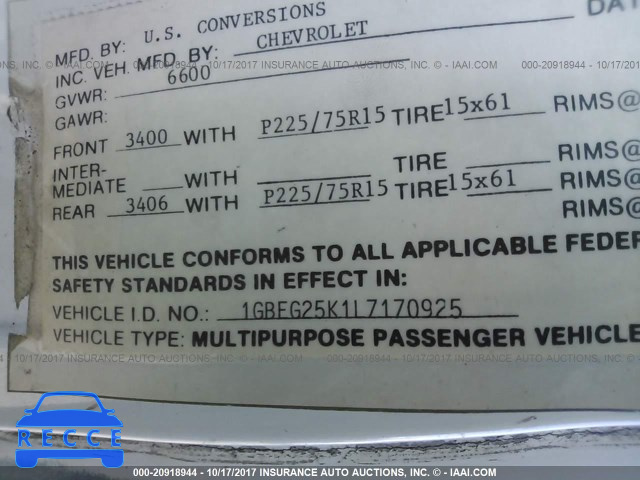 MFD. BY: U.S. CONVERSIONS DAT
INC. VEH. MFD. BY: CHEVROLET
GVWR: 6600
GAWR:
FRONT 3400 WITH P225/75R15 TIRE 15x61 RIMS@
INTER-
MEDIATE WITH TIRE RIMS@
REAR 3406 WITH P225/75R15 TIRE 15x61 RIMS@
RIMS@
THIS VEHICLE CONFORMS TO ALL APPLICABLE FEDER
SAFETY STANDARDS IN EFFECT IN:
VEHICLE I.D. NO.: 1GBEG25K1L7170925
VEHICLE TYPE: MULTIPURPOSE PASSENGER VEHICLE
RECCE
000-20918944 - 10/17/2017 INSURANCE AUTO AUCTIONS, INC. - IAAI.COM